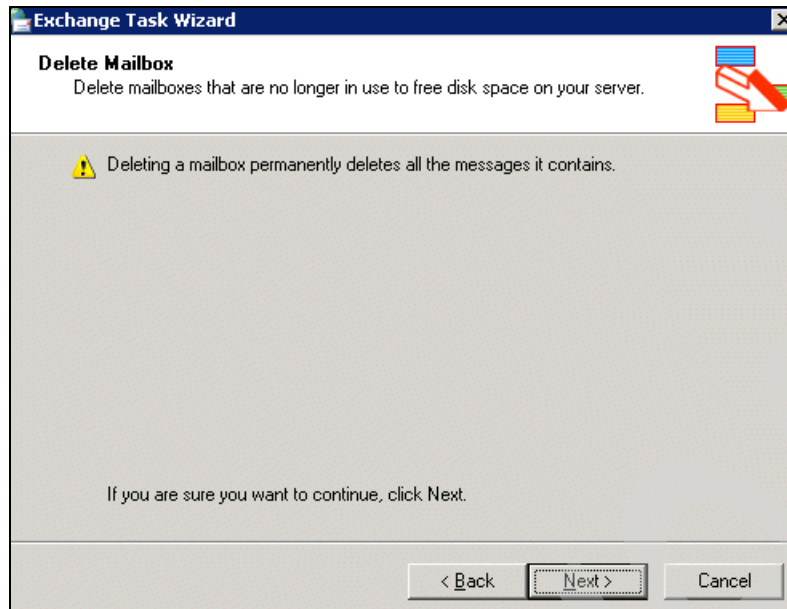 Exchange Task Wizard
Delete Mailbox
Delete mailboxes that are no longer in use to free disk space on your server.
Deleting a mailbox permanently deletes all the messages it contains.
If you are sure you want to continue, click Next.
< Back Next > Cancel